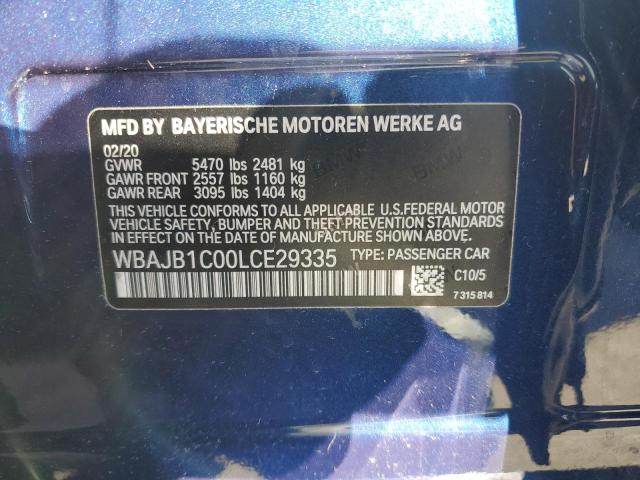 MFD BY BAYERISCHE MOTOREN WERKE AG
02/20
GVWR 5470 lbs 2481 kg
GAWR FRONT 2557 lbs 1160 kg
GAWR REAR 3095 lbs 1404 kg
THIS VEHICLE CONFORMS TO ALL APPLICABLE U.S.FEDERAL MOTOR
VEHICLE SAFETY, BUMPER AND THEFT PREVENTION STANDARDS
IN EFFECT ON THE DATE OF MANUFACTURE SHOWN ABOVE.
WBAJB1C00LCE29335 TYPE: PASSENGER CAR
C10/5
7 315 814